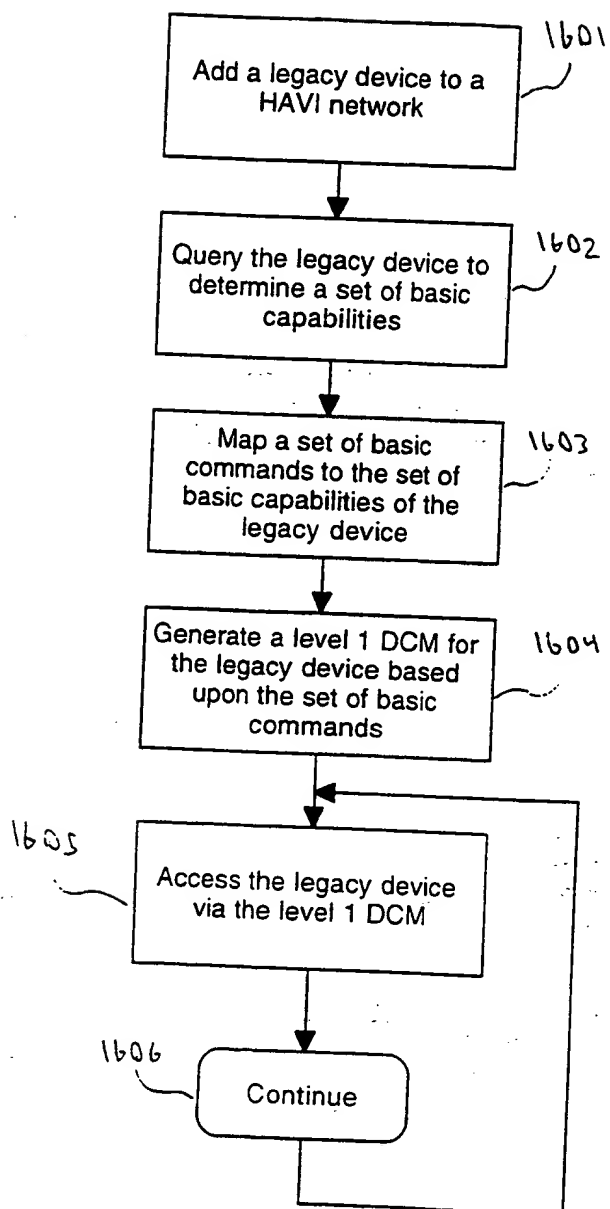 1601
Add a legacy device to a
HAVI network
1602
Query the legacy device to
determine a set of basic
capabilities
1603
Map a set of basic
commands to the set of
basic capabilities of the
legacy device
1604
Generate a level 1 DCM for
the legacy device based
upon the set of basic
commands
1605
Access the legacy device
via the level 1 DCM
1606
Continue